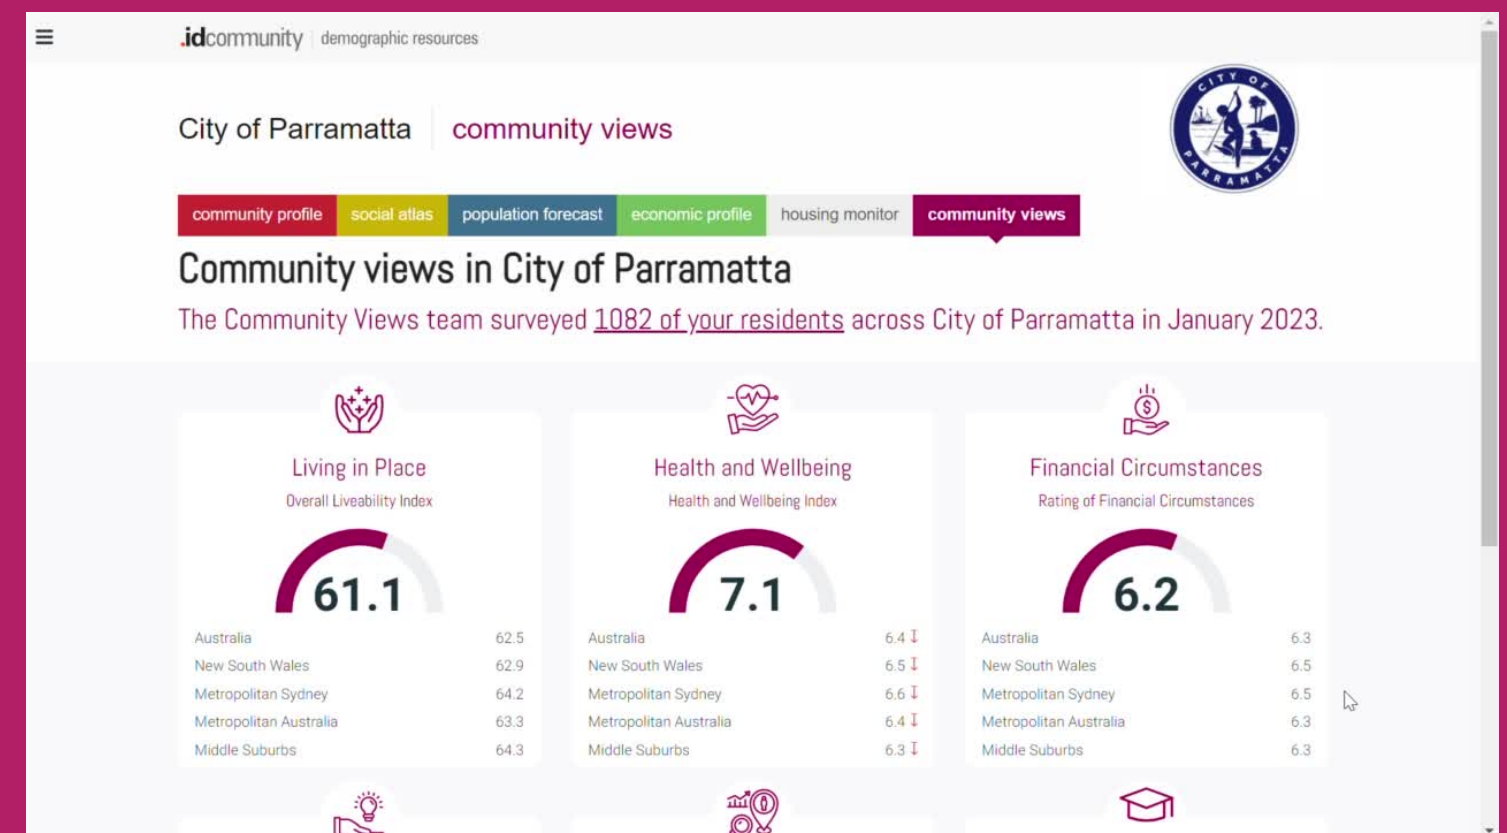 .idcommunity demographic resources
City of Parramatta community views
CITY OF PARRAMATTA
community profile social atlas population forecast economic profile housing monitor community views
Community views in City of Parramatta
The Community Views team surveyed 1082 of your residents across City of Parramatta in January 2023.
Living in Place
Overall Liveability Index
61.1
Australia 62.5
New South Wales 62.9
Metropolitan Sydney 64.2
Metropolitan Australia 63.3
Middle Suburbs 64.3
Health and Wellbeing
Health and Wellbeing Index
7.1
Australia 6.4
New South Wales 6.5
Metropolitan Sydney 6.6
Metropolitan Australia 6.4
Middle Suburbs 6.3
Financial Circumstances
Rating of Financial Circumstances
6.2
Australia 6.3
New South Wales 6.5
Metropolitan Sydney 6.5
Metropolitan Australia 6.3
Middle Suburbs 6.3